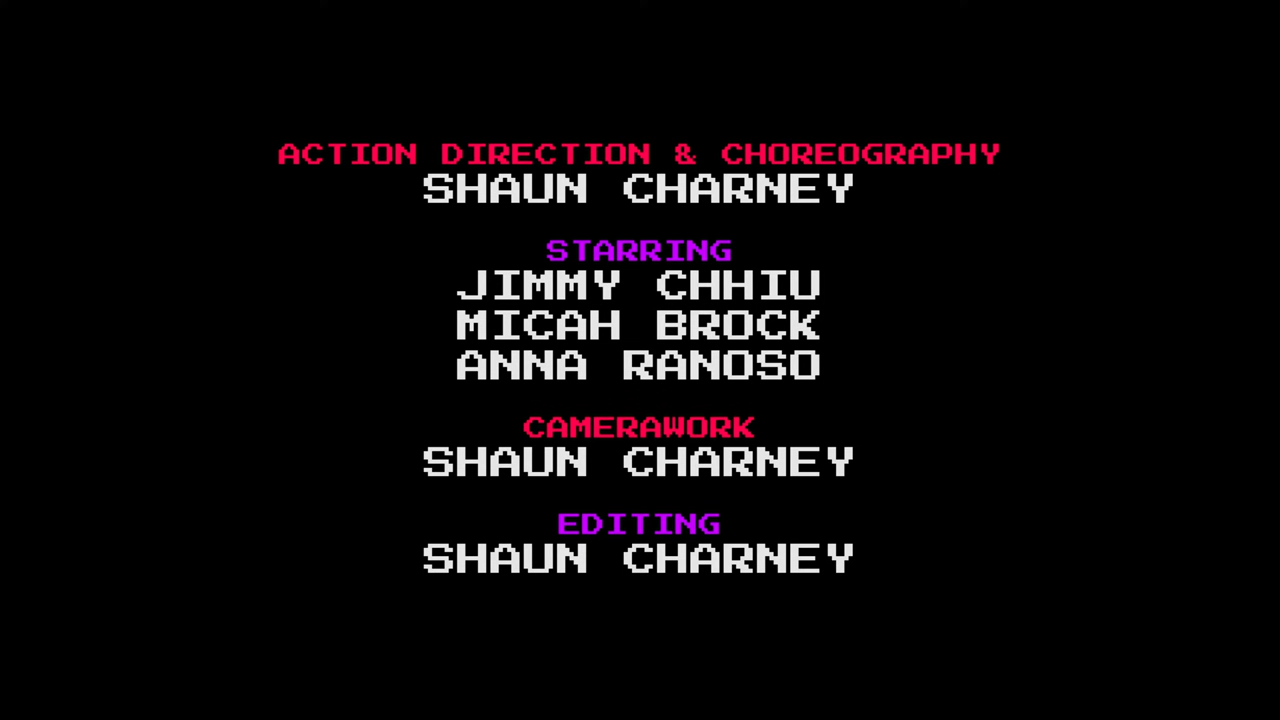 ACTION DIRECTION & CHOREOGRAPHY
SHAUN CHARNEY
STARRING
JIMMY CHHIU
MICAH BROCK
ANNA RANOSO
CAMERAWORK
SHAUN CHARNEY
EDITING
SHAUN CHARNEY